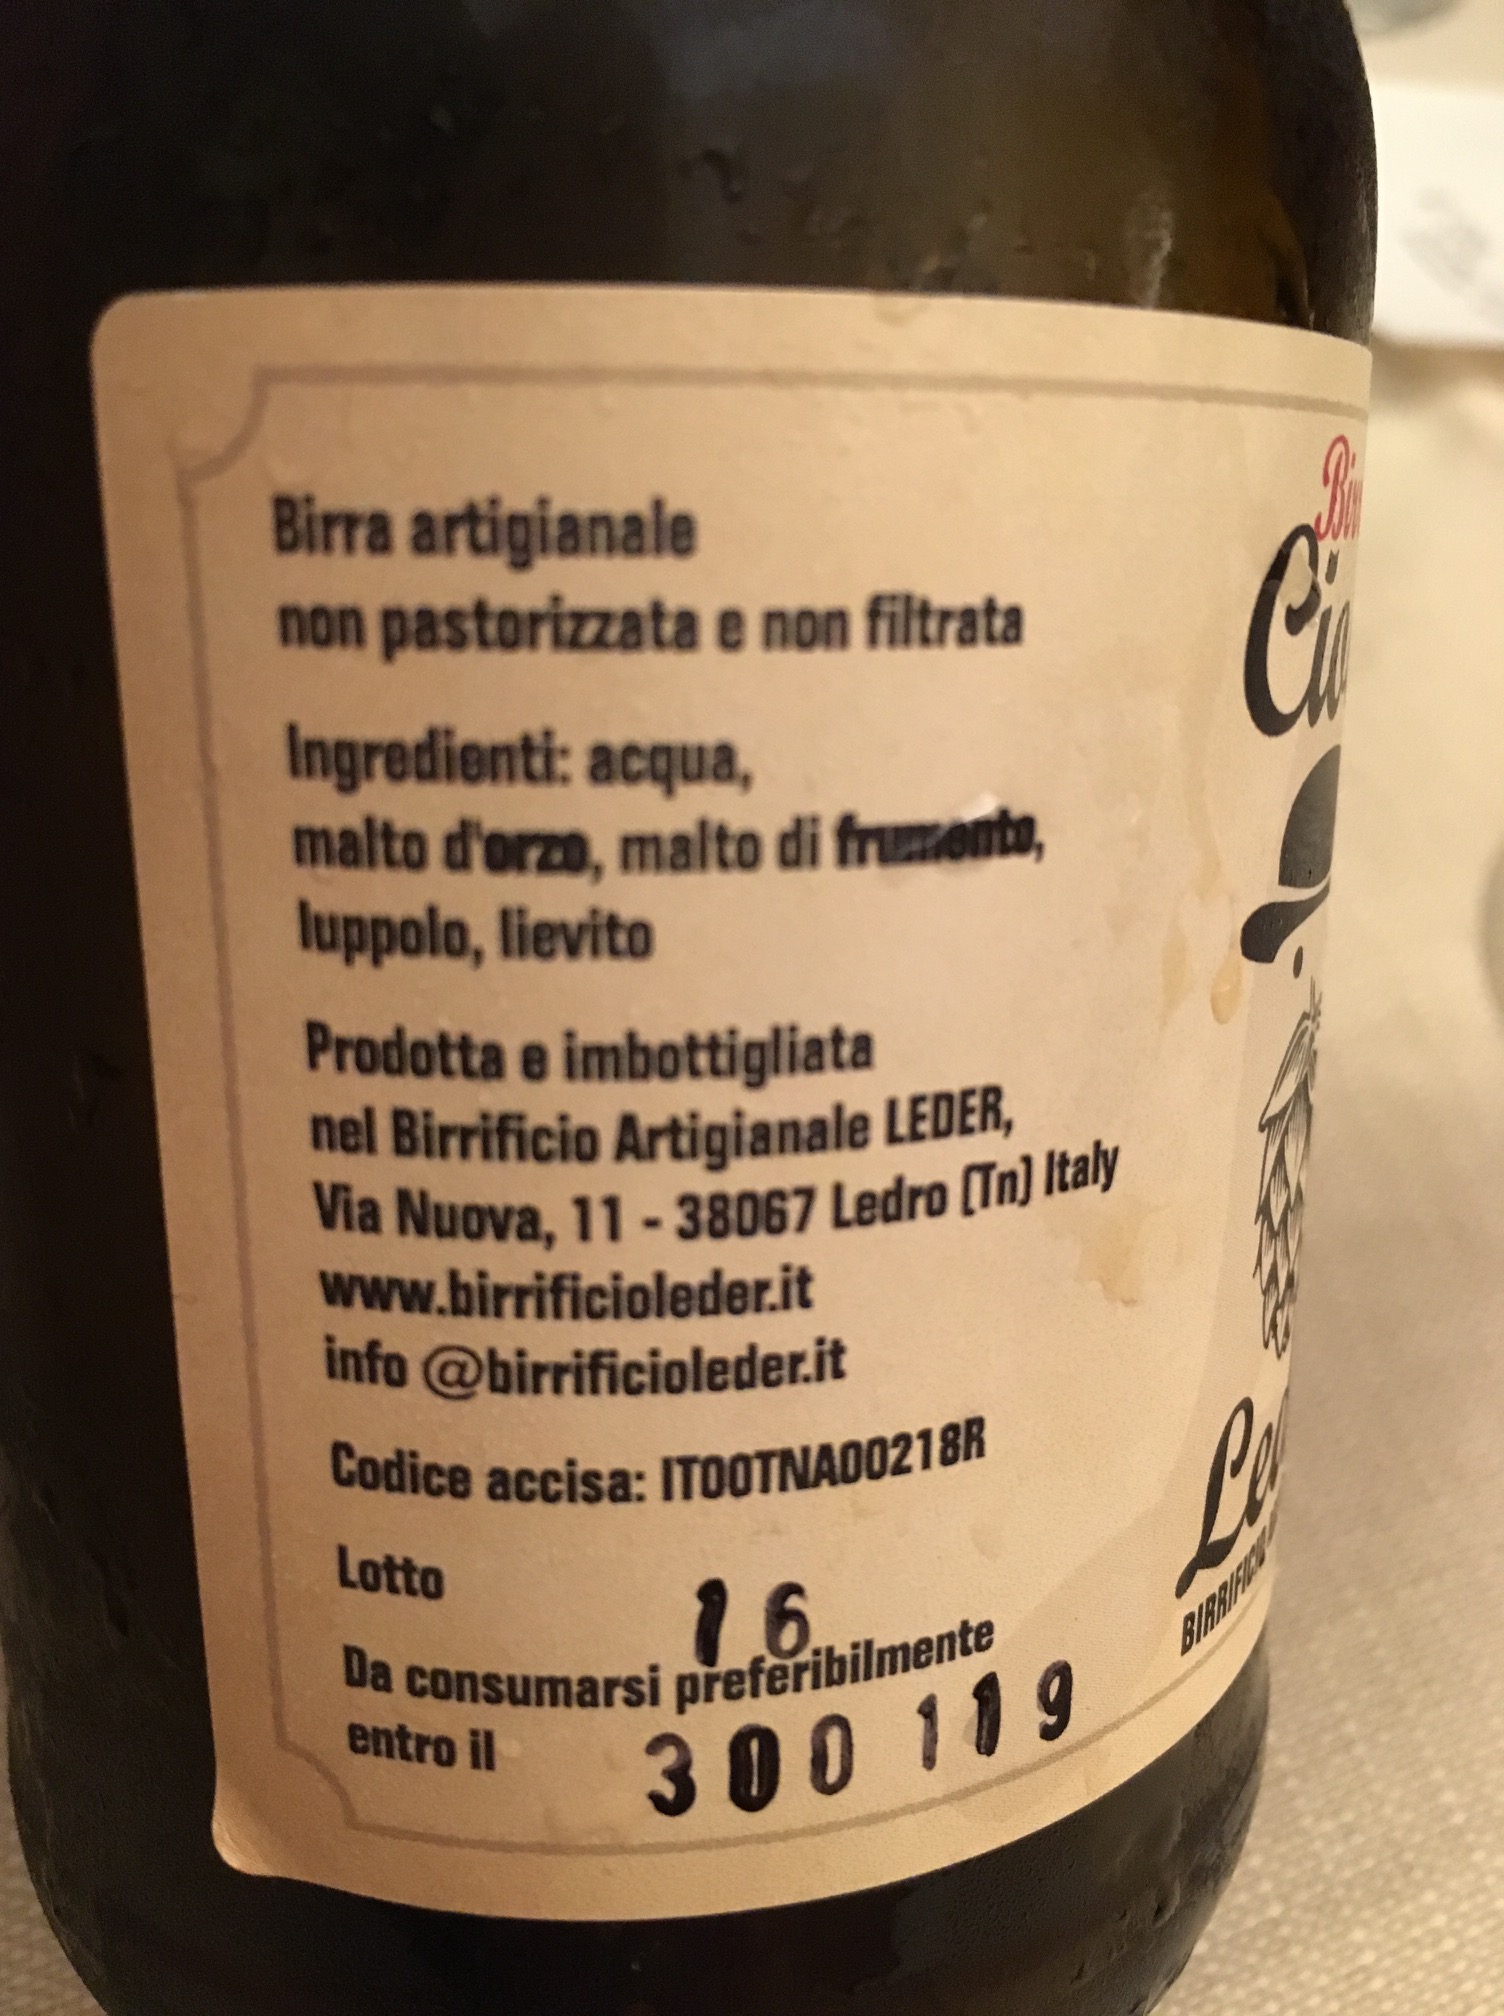 Birra artigianale
non pastorizzata e non filtrata
Ingredienti: acqua,
malto d'orzo, malto di frumento,
luppolo, lievito
Prodotta e imbottigliata
nel Birrificio Artigianale LEDER,
Via Nuova, 11 - 38067 Ledro (Tn) Italy
www.birrificioleder.it
info @birrificioleder.it
Codice accisa: IT00TNA00218R
Lotto 16
Da consumarsi preferibilmente
entro il 300119